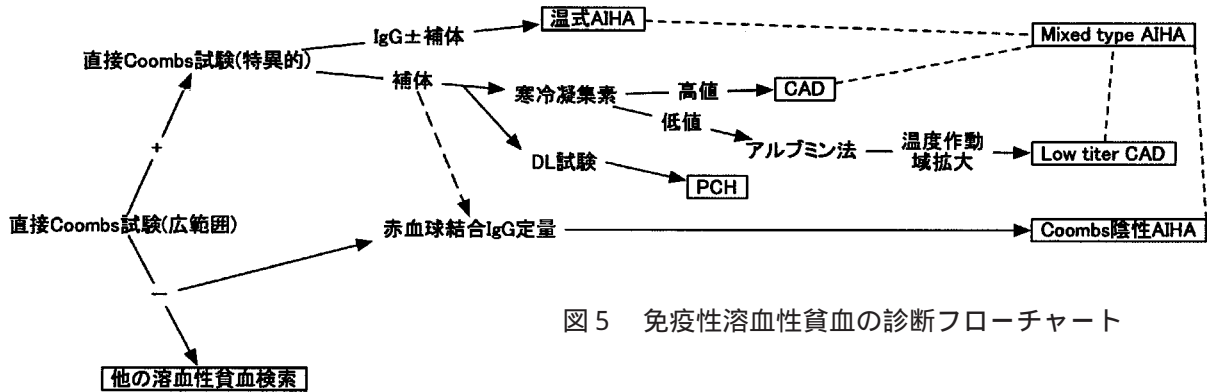 IgG±補体
温式AIHA
Mixed type AIHA
直接Coombs試験(特異的)
補体
寒冷凝集素
高値
CAD
低値
アルブミン法
温度作動
域拡大
Low titer CAD
DL試験
PCH
+
直接Coombs試験(広範囲)
赤血球結合IgG定量
Coombs陰性AIHA
−
他の溶血性貧血検索
図5 免疫性溶血性貧血の診断フローチャート